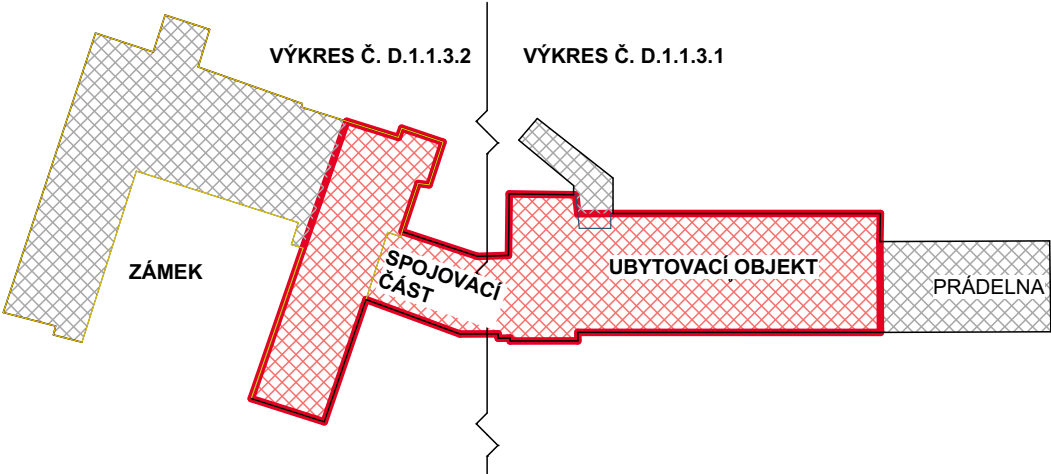 VÝKRES Č. D.1.1.3.2
VÝKRES Č. D.1.1.3.1
ZÁMEK
SPOJOVACÍ
ČÁST
UBYTOVACÍ OBJEKT
PRÁDELNA